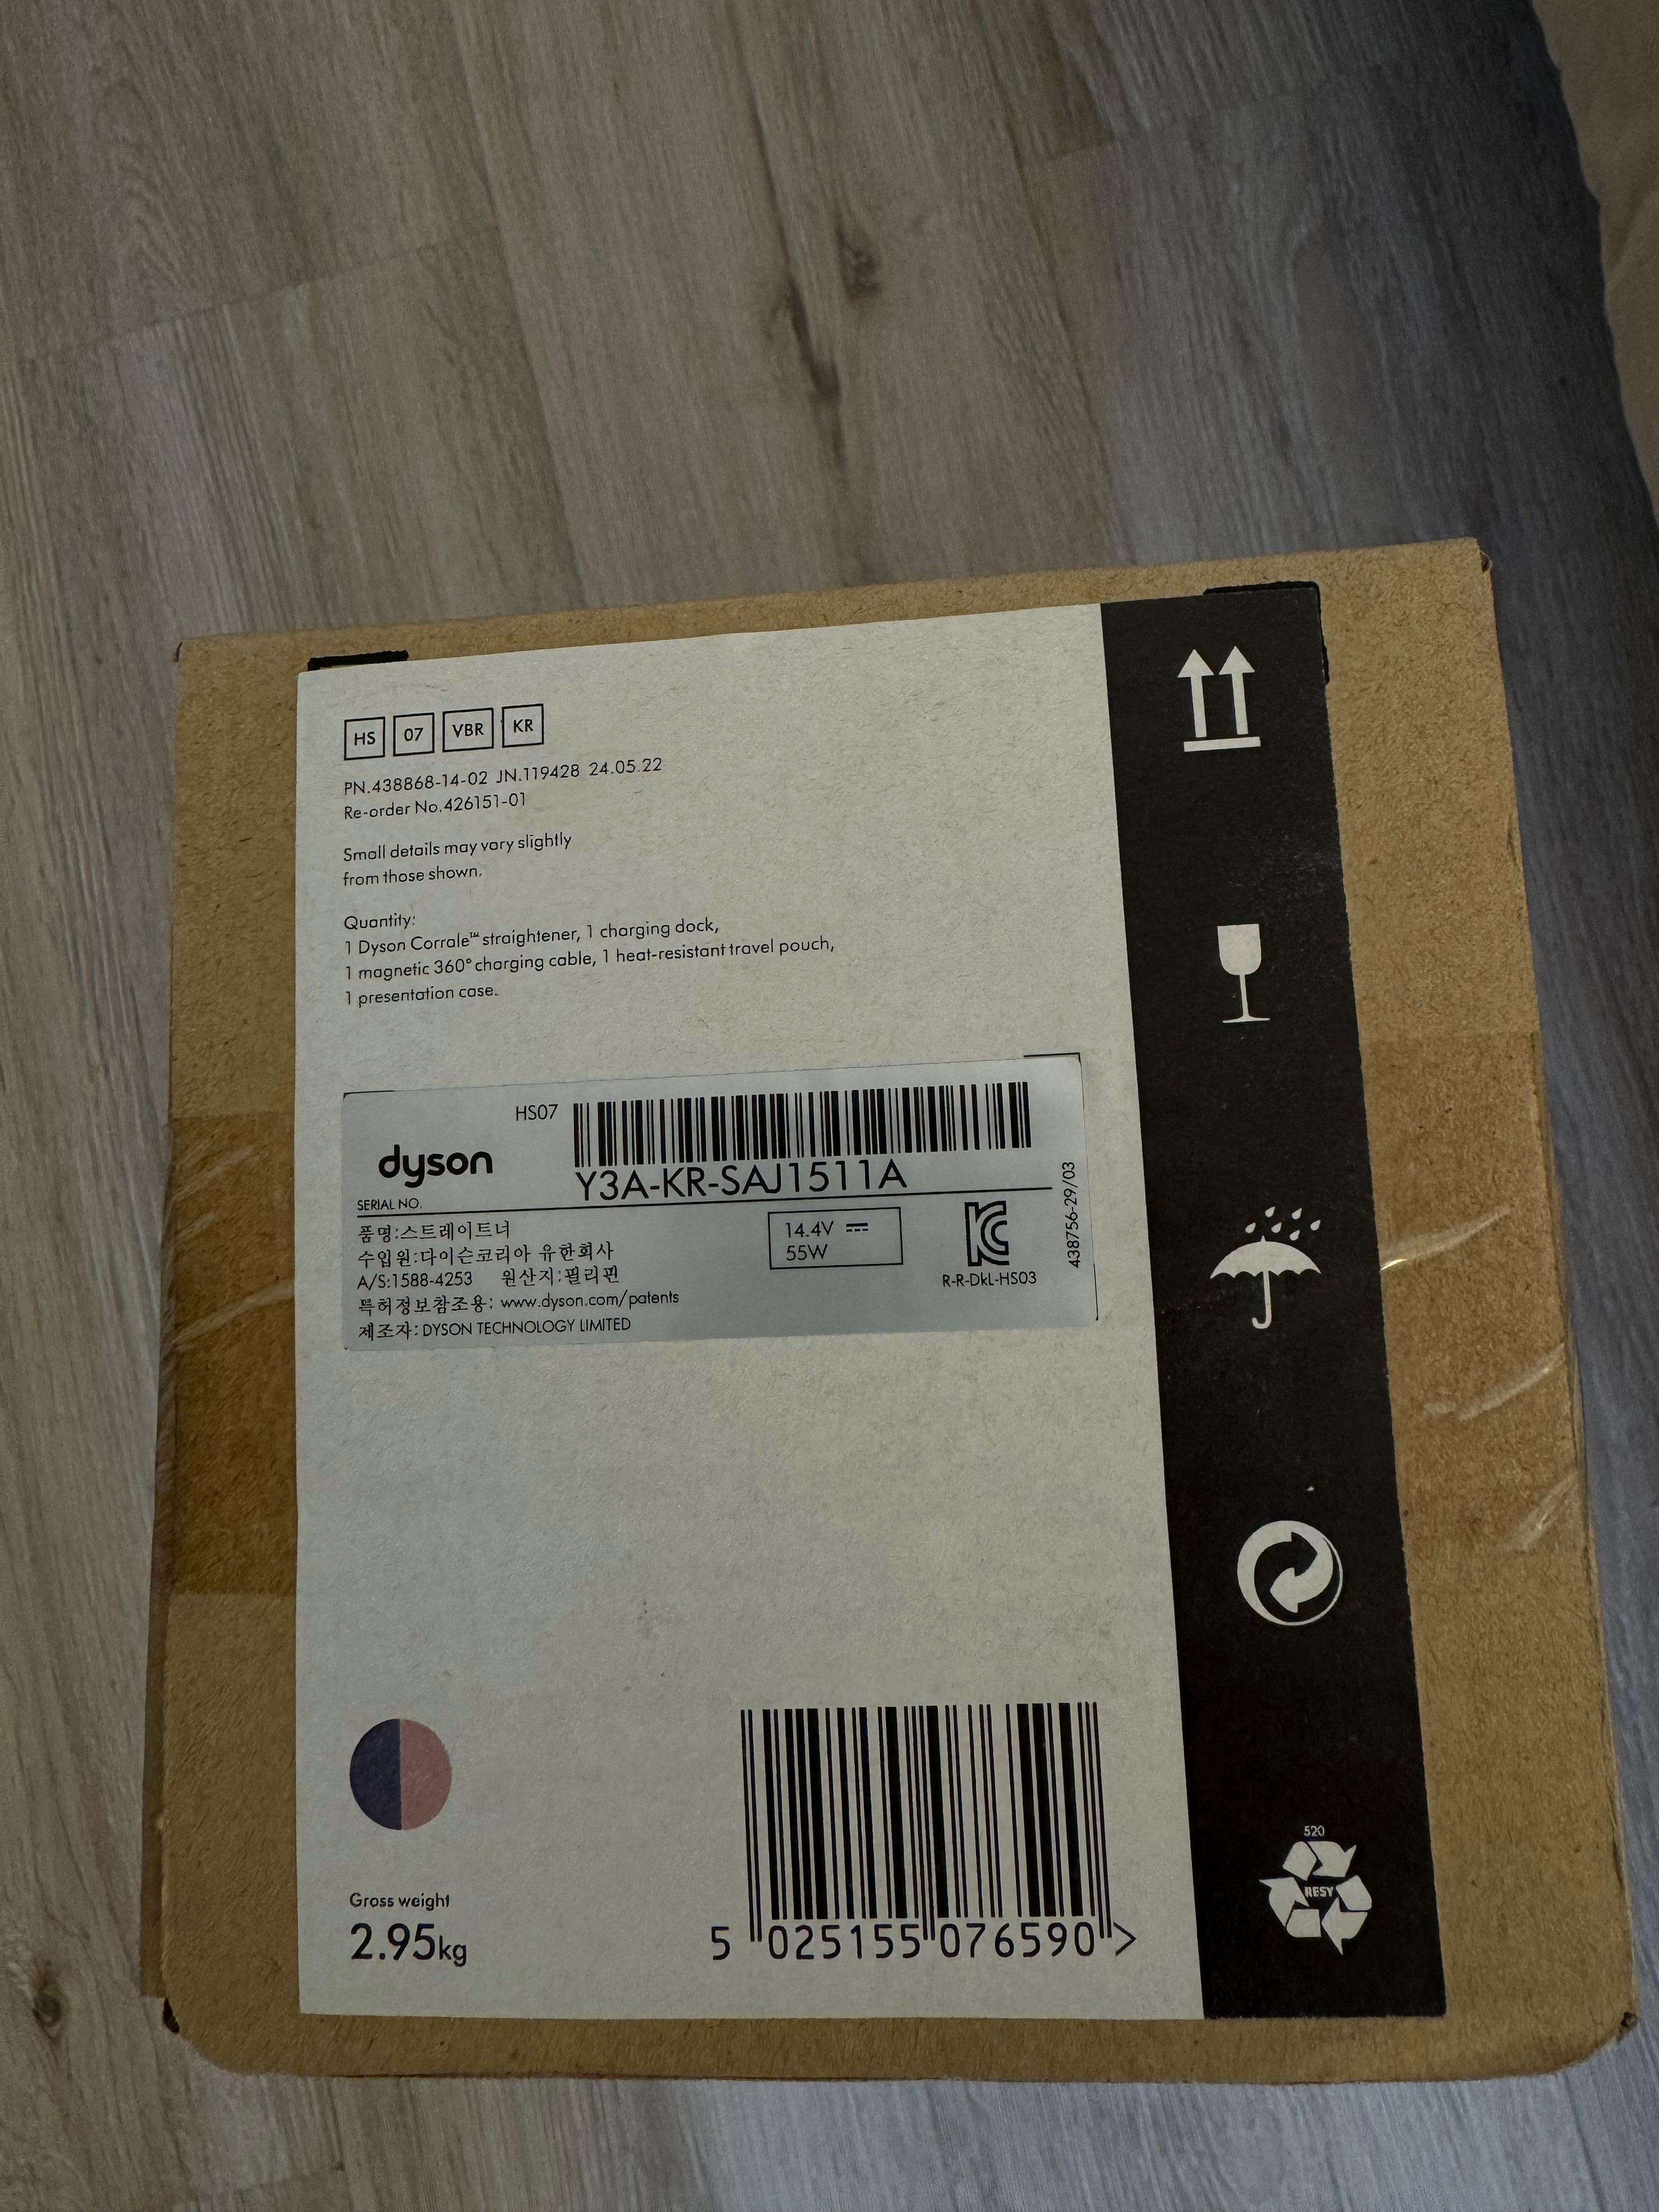 HS 07 VBR KR
PN.438868-14-02 JN.119428 24.05.22
Re-order No.426151-01
Small details may vary slightly
from those shown.
Quantity:
1 Dyson Corrale™ straightener, 1 charging dock,
1 magnetic 360° charging cable, 1 heat-resistant travel pouch,
1 presentation case.
HS07
dyson
SERIAL NO.
Y3A-KR-SAJ1511A
품명:스트레이트너
수입원:다이슨코리아 유한회사
A/S:1588-4253 원산지:필리핀
특허정보참조용: www.dyson.com/patents
제조자: DYSON TECHNOLOGY LIMITED
14.4V
55W
R-R-DkL-HS03
438756-29/03
Gross weight
2.95kg
5 025155 076590 >
520
RESY